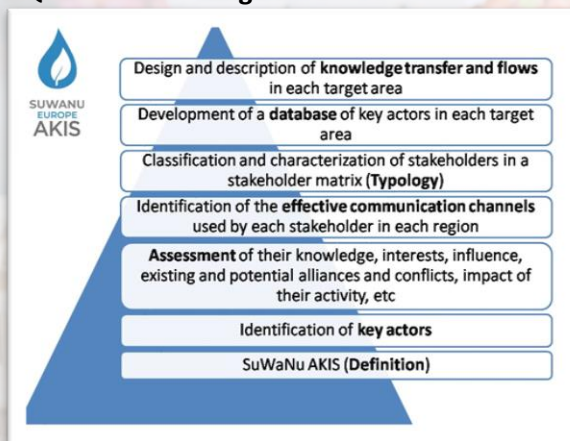 SUWANU
EUROPE
AKIS
Design and description of knowledge transfer and flows
in each target area
Development of a database of key actors in each target
area
Classification and characterization of stakeholders in a
stakeholder matrix (Typology)
Identification of the effective communication channels
used by each stakeholder in each region
Assessment of their knowledge, interests, influence,
existing and potential alliances and conflicts, impact of
their activity, etc
Identification of key actors
SuWaNu AKIS (Definition)